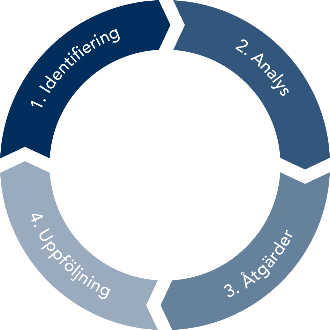 1. Identifiering
2. Analys
3. Åtgärder
4. Uppföljning